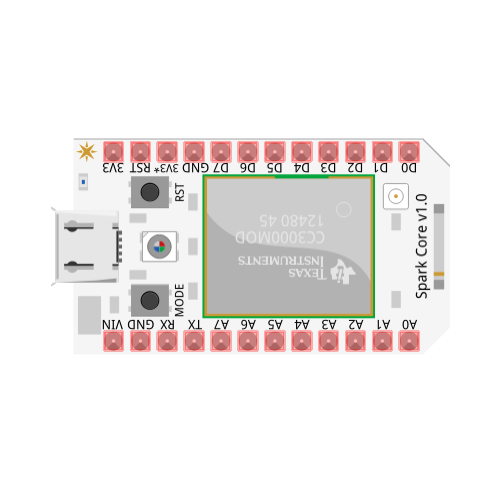 3V3 RST 3V3* GND D7 D6 D5 D4 D3 D2 D1 D0
RST
CC3000MOD
12480 45
TEXAS
INSTRUMENTS
Spark Core v1.0
MODE
VIN GND RX TX A7 A6 A5 A4 A3 A2 A1 A0